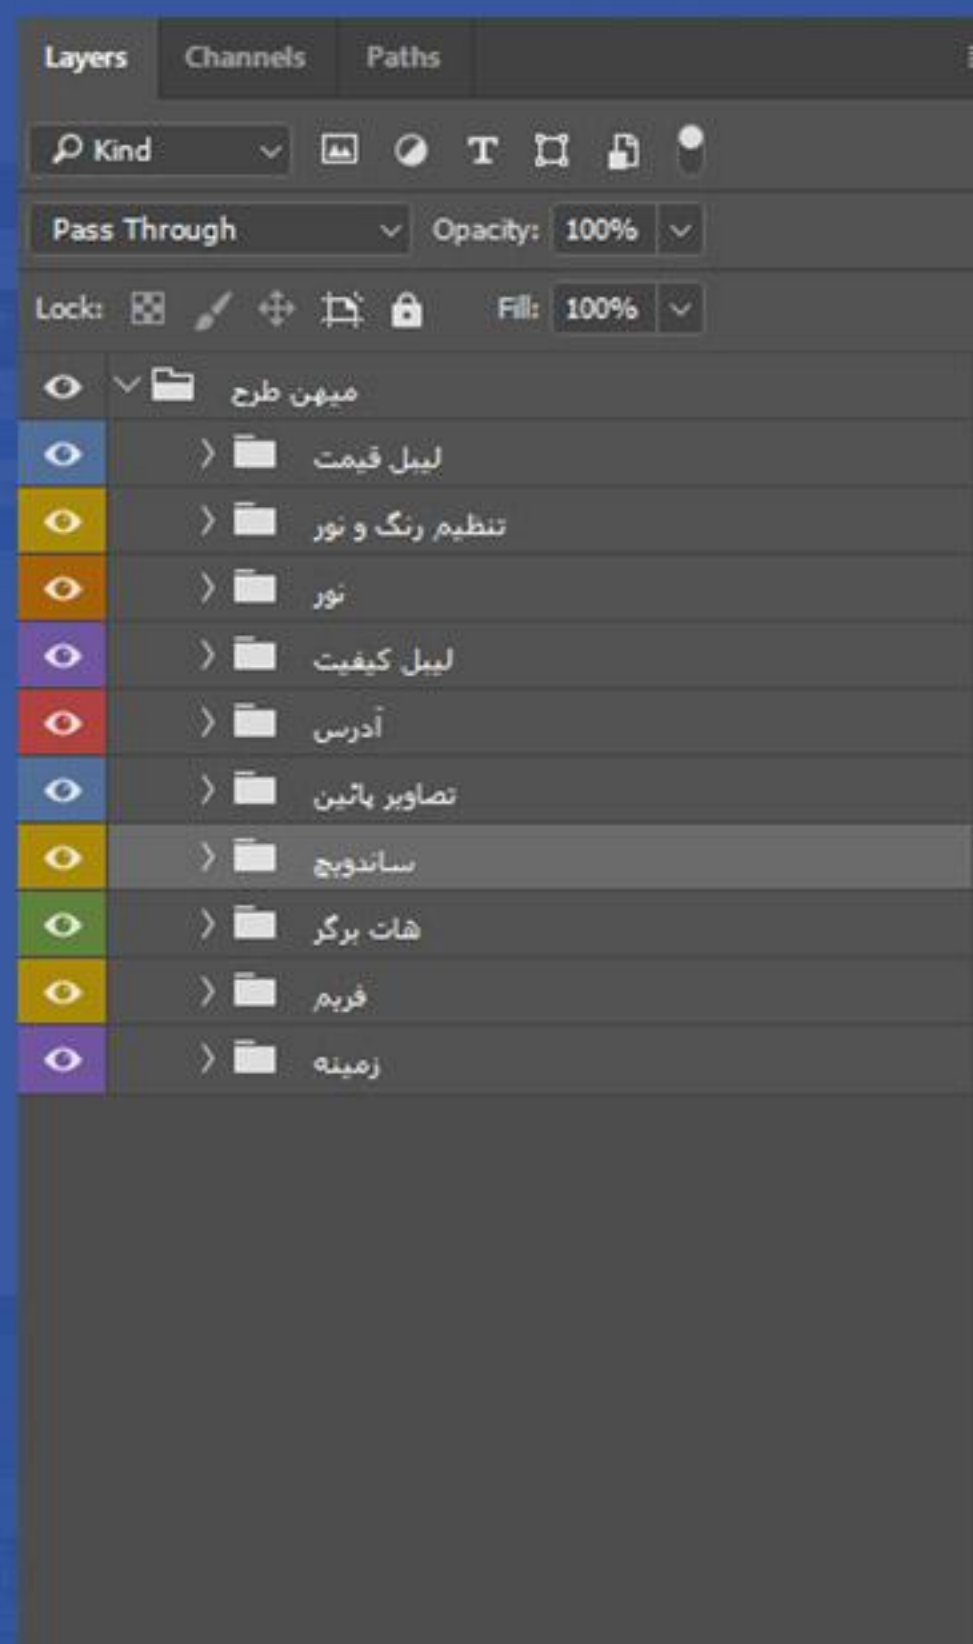 Layers Channels Paths
Kind
Pass Through Opacity: 100%
Lock: Fill: 100%
میهن طرح
لیبل قیمت
تنظیم رنگ و نور
نور
لیبل کیفیت
آدرس
تصاویر پائین
ساندویچ
هات برگر
فریم
زمینه